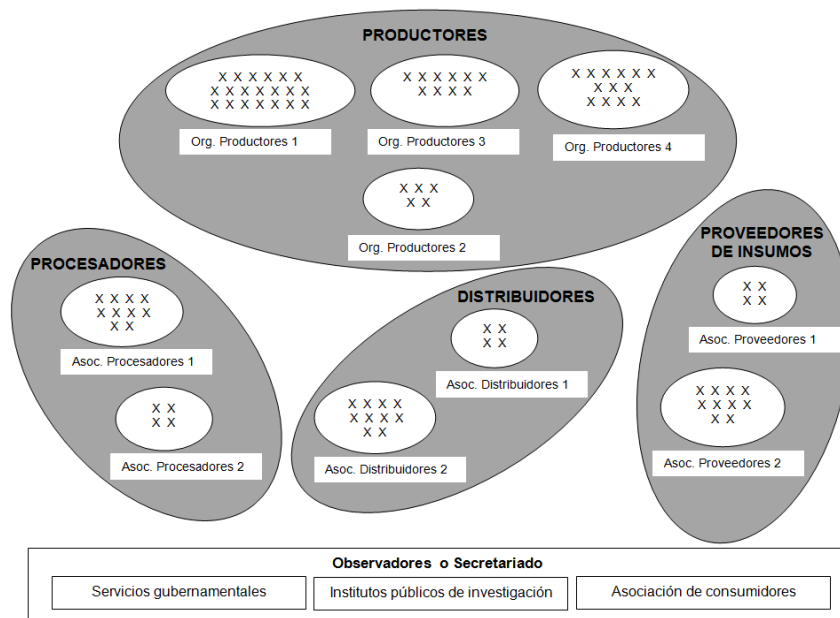 PRODUCTORES
X X X X X X
X X X X X X X
X X X X X X X
Org. Productores 1
X X X X X X
X X X X
Org. Productores 3
X X X X X X
X X X
X X X X
Org. Productores 4
X X X
X X
Org. Productores 2
PROCESADORES
X X X X
X X X X
X X
Asoc. Procesadores 1
X X
X X
Asoc. Procesadores 2
DISTRIBUIDORES
X X
X X
Asoc. Distribuidores 1
X X X X
X X X X
X X
Asoc. Distribuidores 2
PROVEEDORES
DE INSUMOS
X X
X X
Asoc. Proveedores 1
X X X X
X X X X
X X
Asoc. Proveedores 2
Observadores o Secretariado
Servicios gubernamentales
Institutos públicos de investigación
Asociación de consumidores